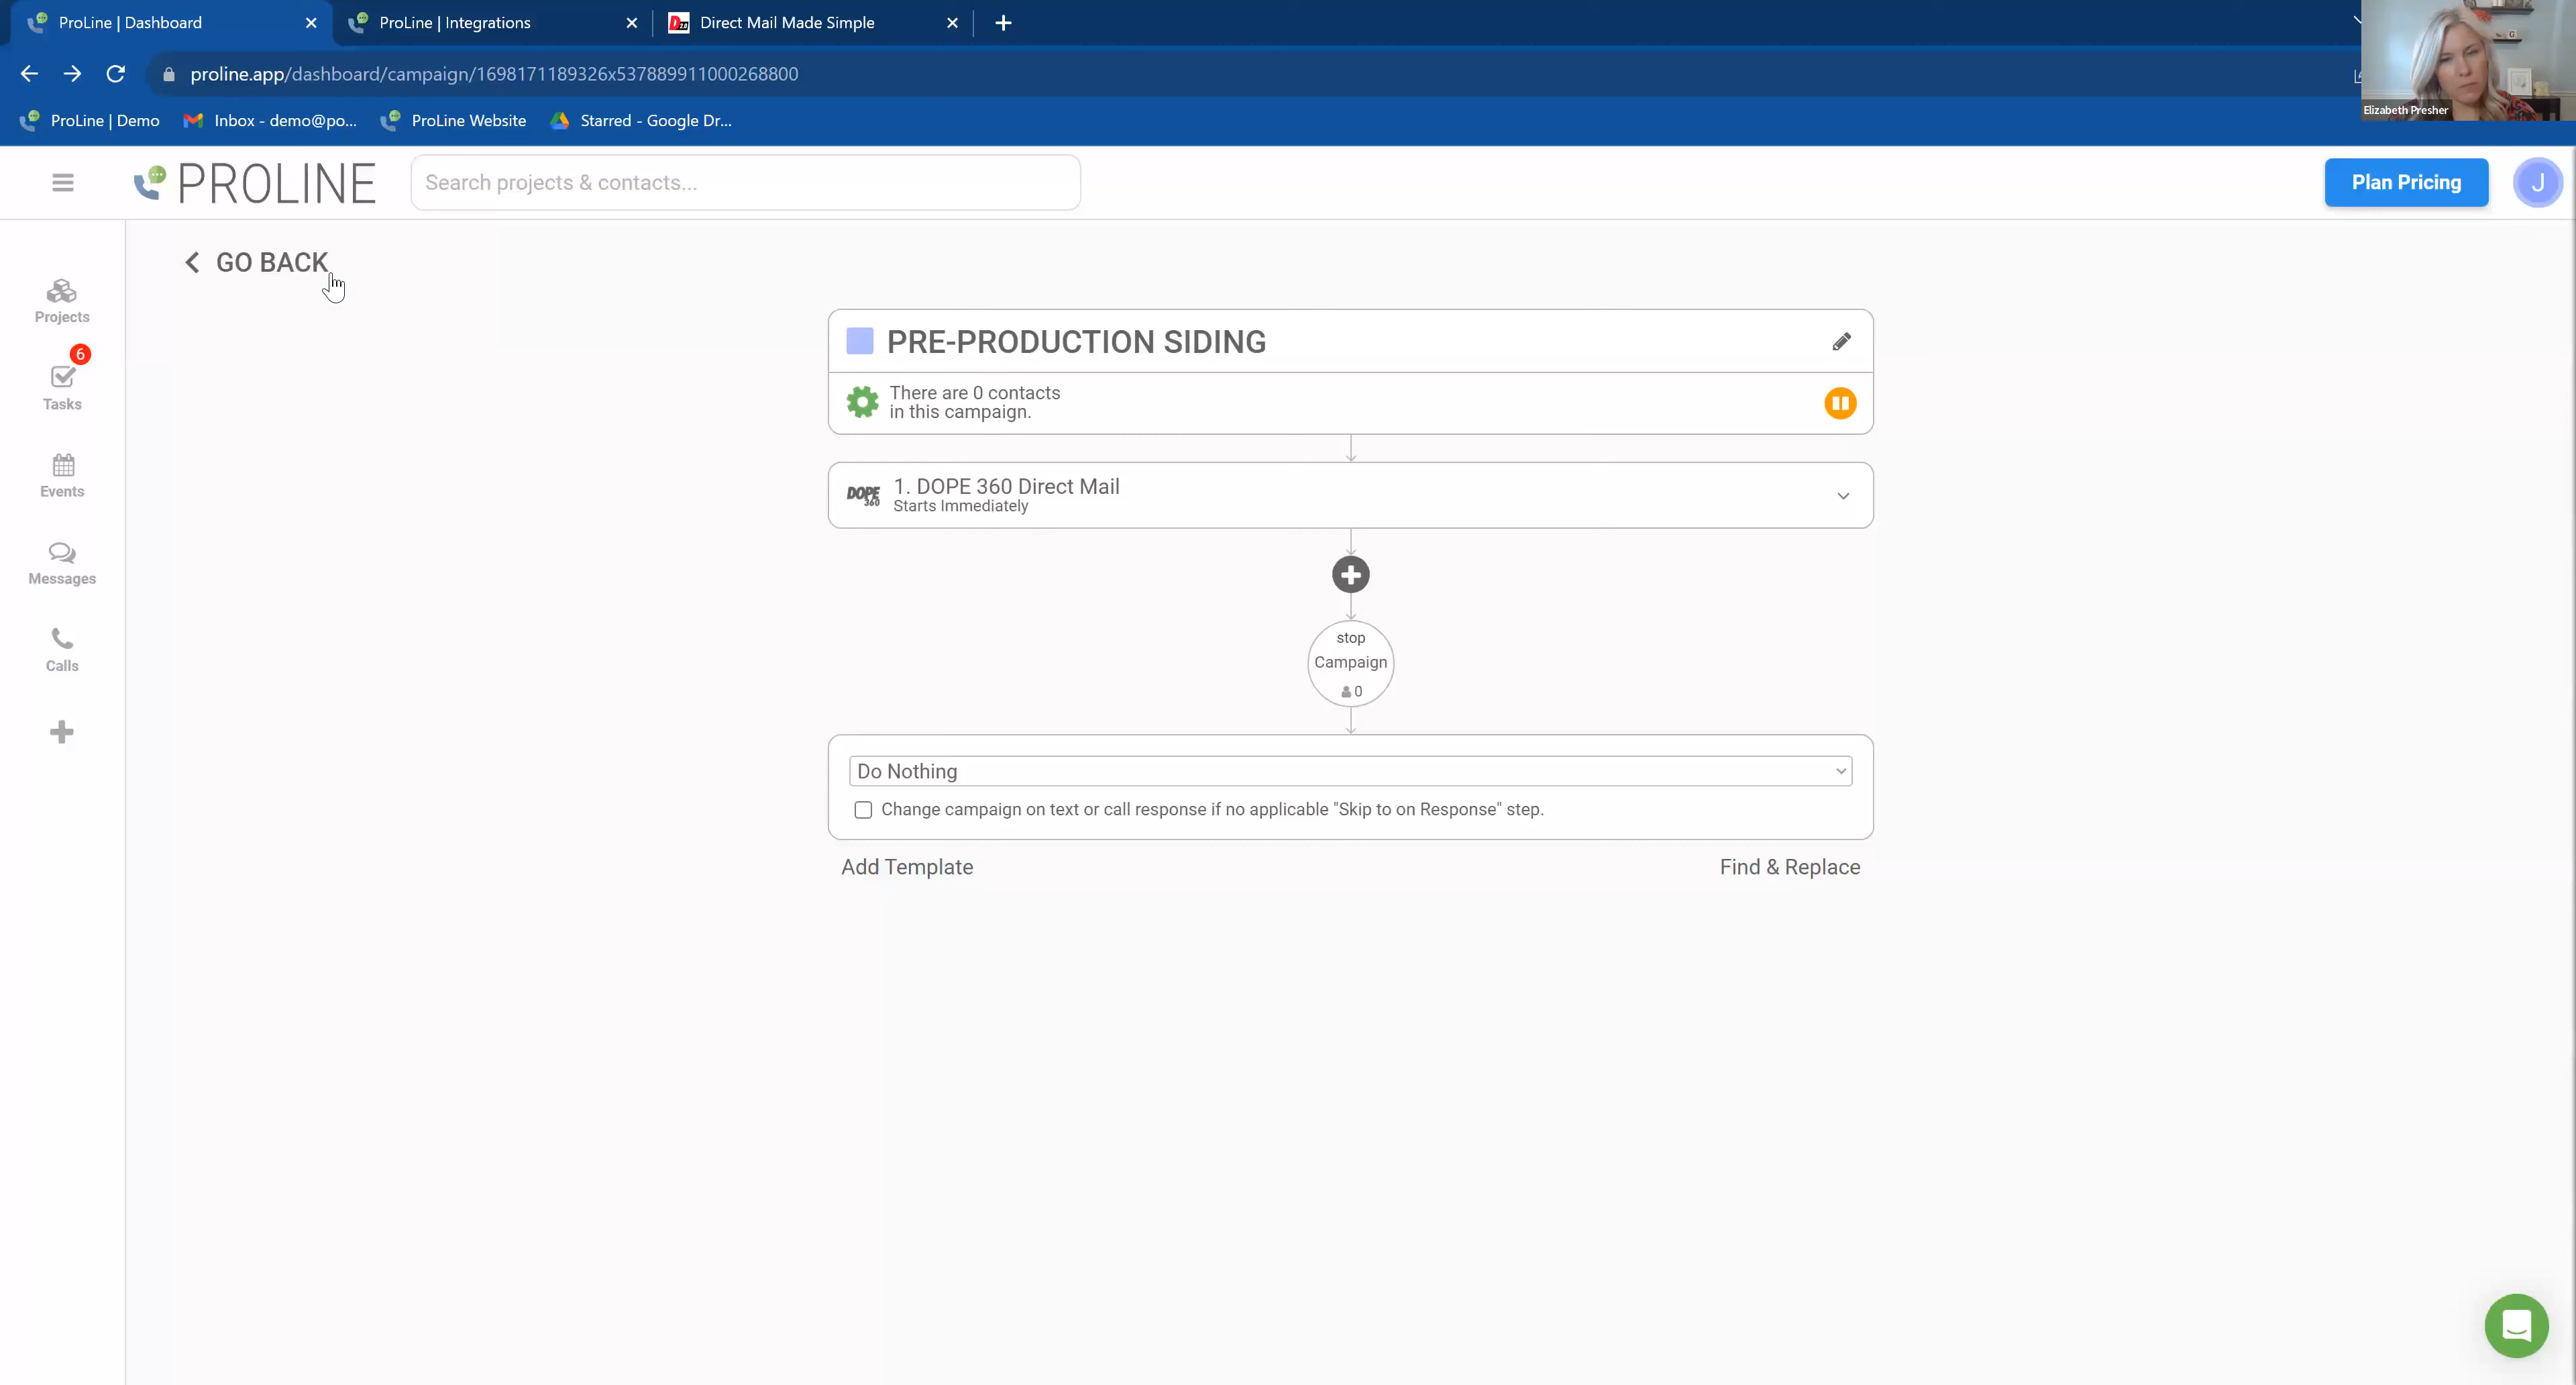 ProLine | Dashboard
ProLine | Integrations
Direct Mail Made Simple
proline.app/dashboard/campaign/1698171189326x537889911000268800
ProLine | Demo
Inbox - demo@po...
ProLine Website
Starred - Google Dr...
Elizabeth Presher
PROLINE
Search projects & contacts...
Plan Pricing
J
GO BACK
Projects
6
Tasks
Events
Messages
Calls
PRE-PRODUCTION SIDING
There are 0 contacts
in this campaign.
DOPE
360
1. DOPE 360 Direct Mail
Starts Immediately
stop
Campaign
0
Do Nothing
Change campaign on text or call response if no applicable "Skip to on Response" step.
Add Template
Find & Replace